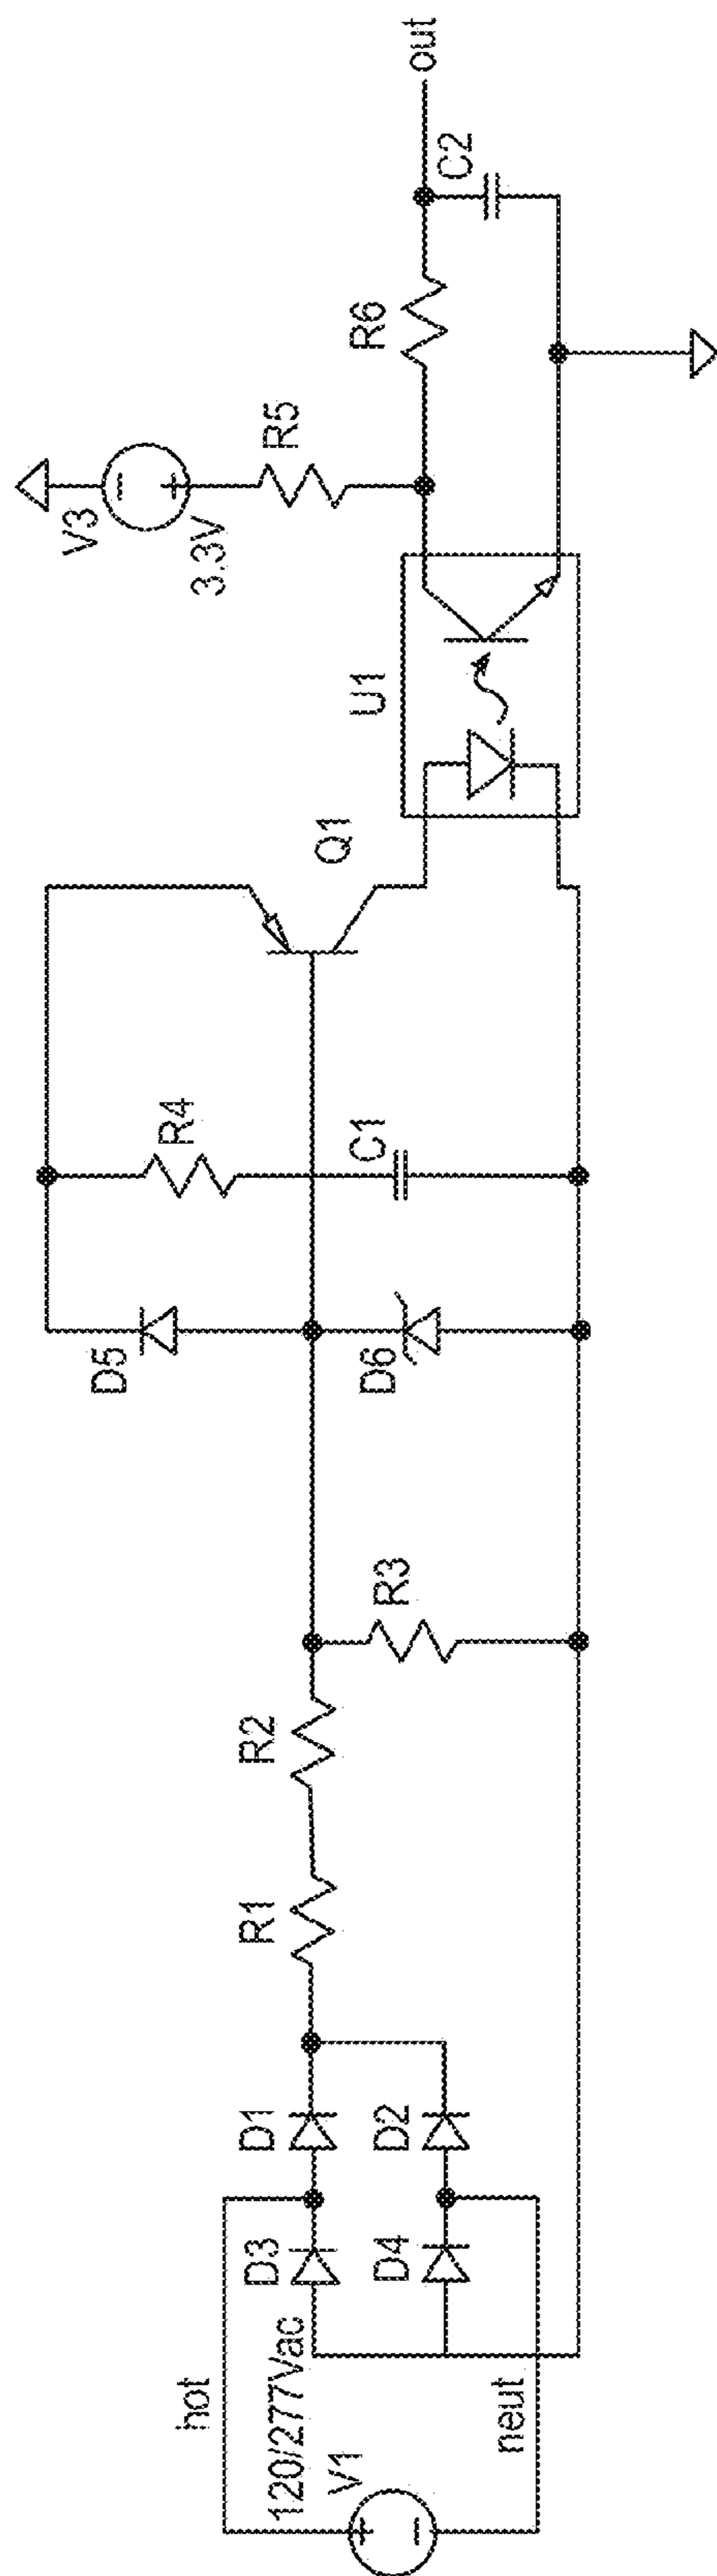 hot
120/277Vac
V1
neut
D3
D1
D4
D2
R1
R2
R3
D5
D6
R4
C1
Q1
U1
V3
3.3V
R5
R6
C2
out